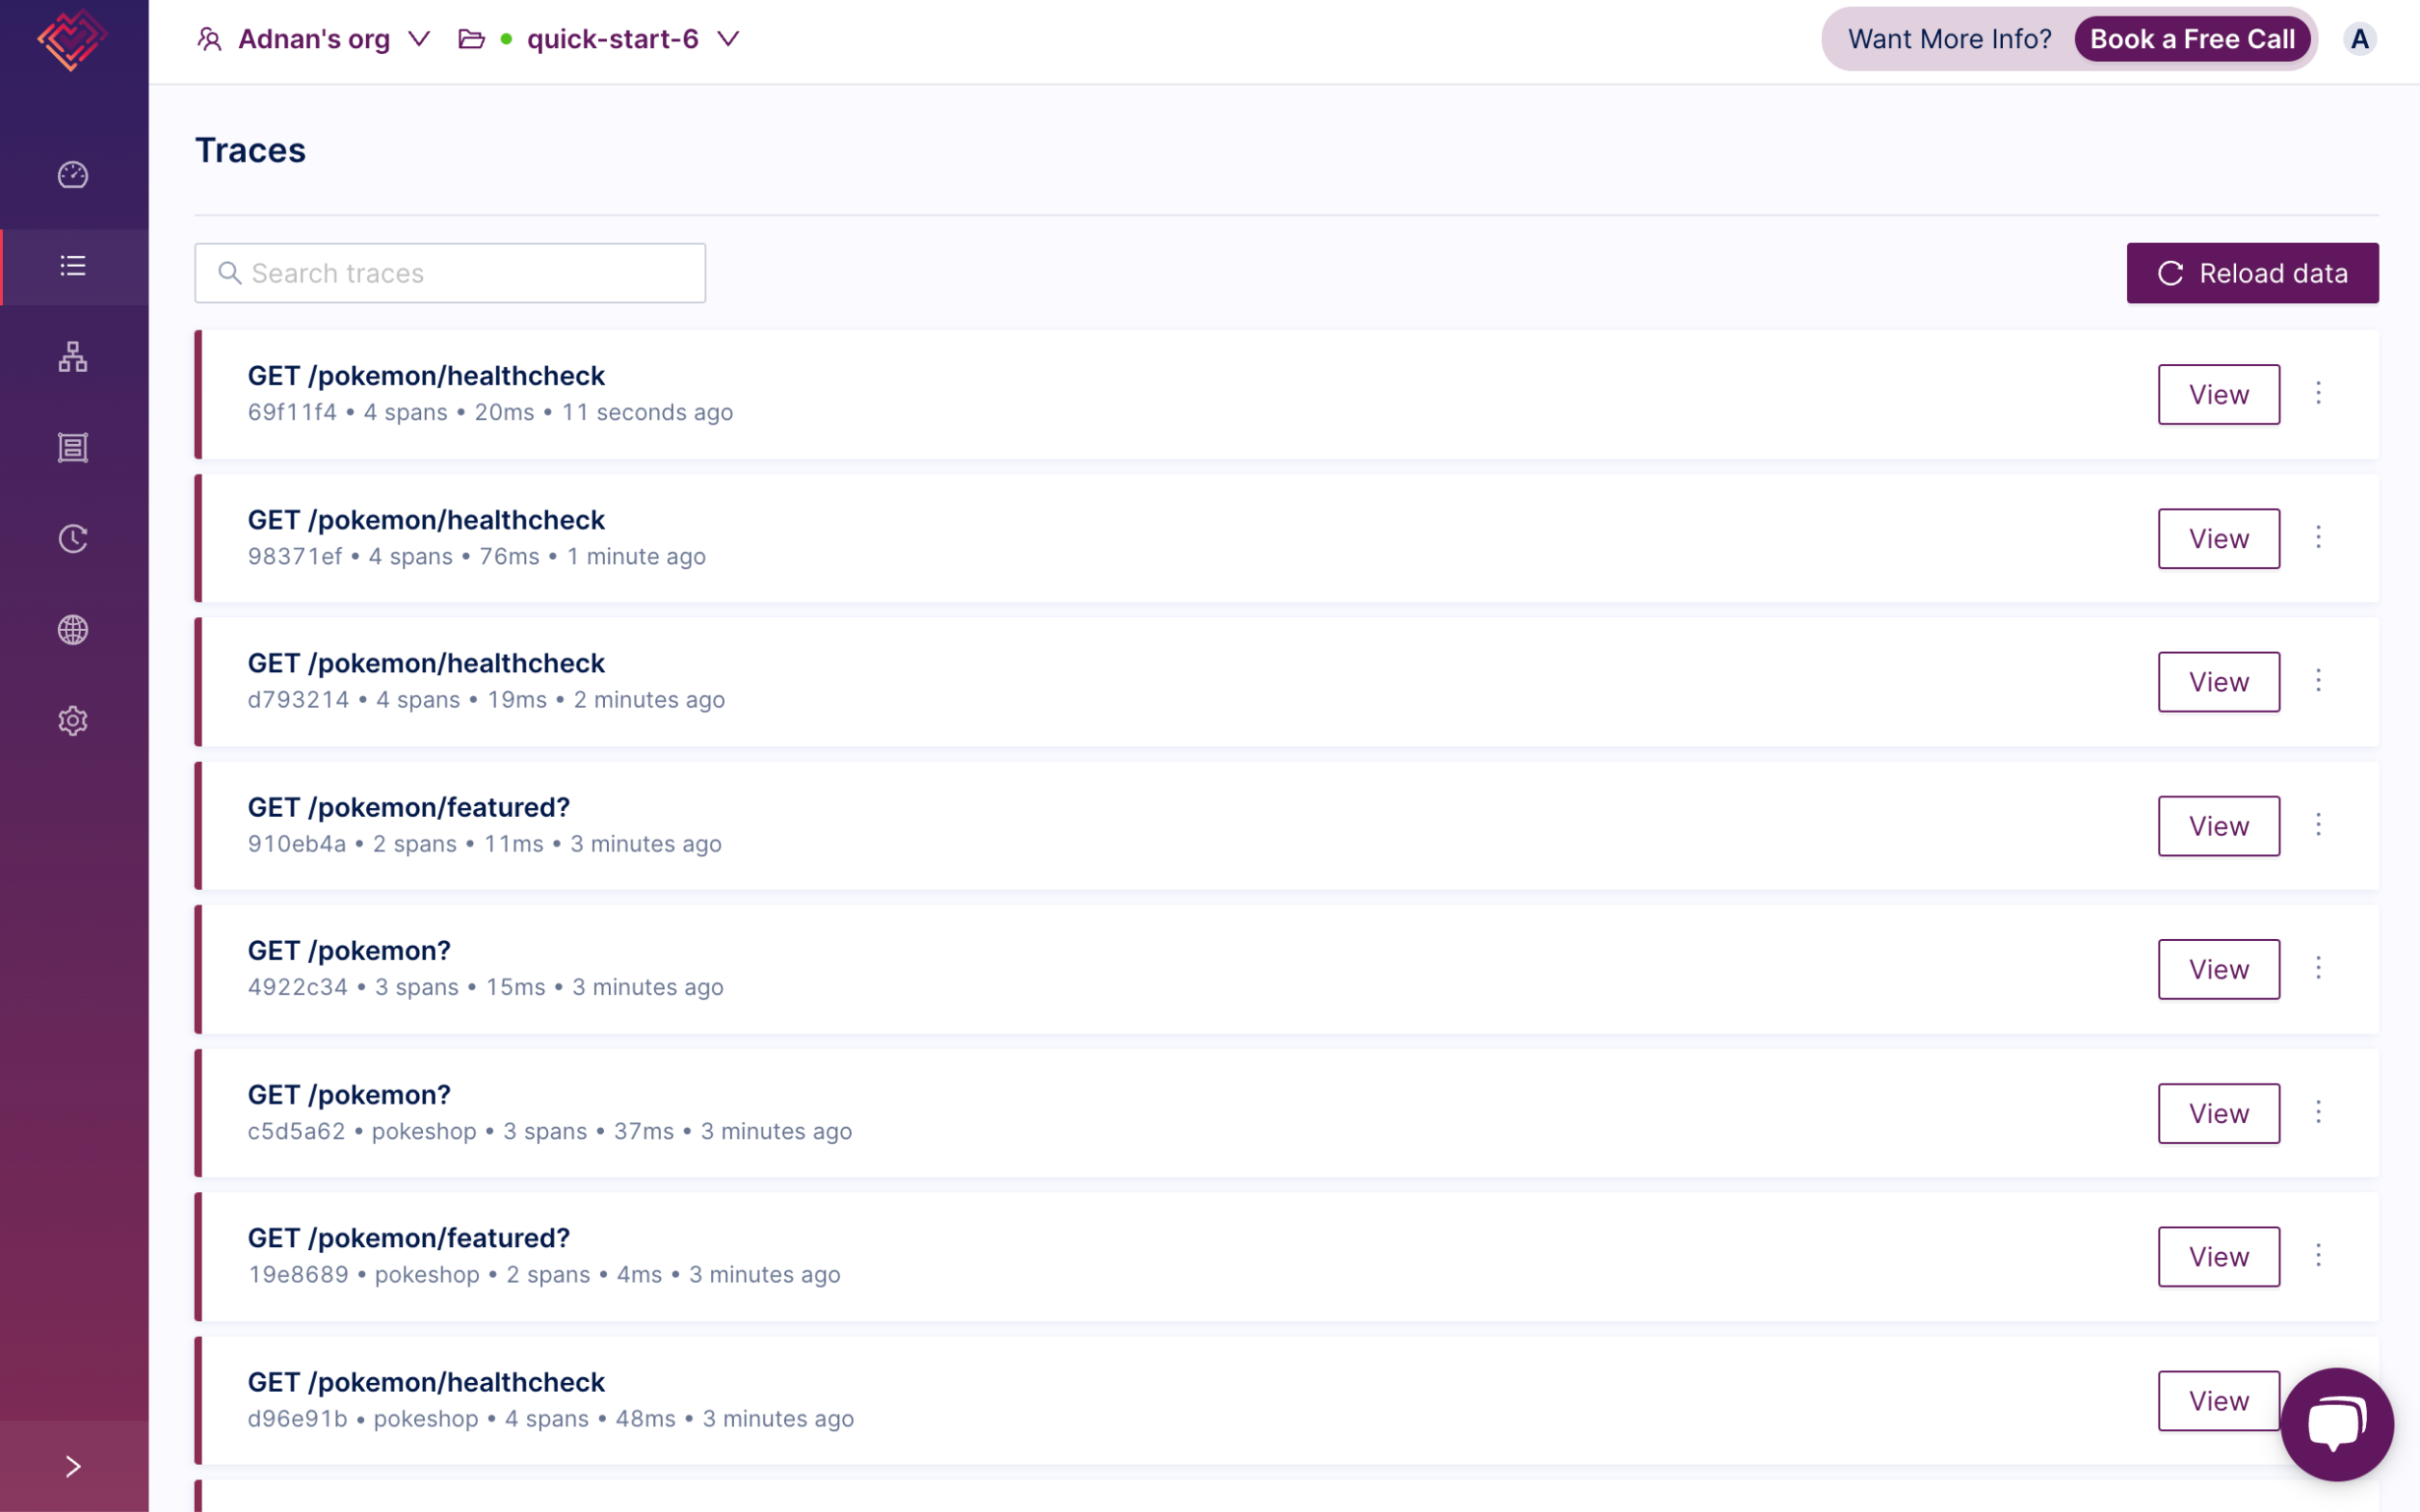 Adnan's org quick-start-6 Want More Info? Book a Free Call A
Traces
Search traces Reload data
GET /pokemon/healthcheck
69f11f4 • 4 spans • 20ms • 11 seconds ago
View
GET /pokemon/healthcheck
98371ef • 4 spans • 76ms • 1 minute ago
View
GET /pokemon/healthcheck
d793214 • 4 spans • 19ms • 2 minutes ago
View
GET /pokemon/featured?
910eb4a • 2 spans • 11ms • 3 minutes ago
View
GET /pokemon?
4922c34 • 3 spans • 15ms • 3 minutes ago
View
GET /pokemon?
c5d5a62 • pokeshop • 3 spans • 37ms • 3 minutes ago
View
GET /pokemon/featured?
19e8689 • pokeshop • 2 spans • 4ms • 3 minutes ago
View
GET /pokemon/healthcheck
d96e91b • pokeshop • 4 spans • 48ms • 3 minutes ago
View